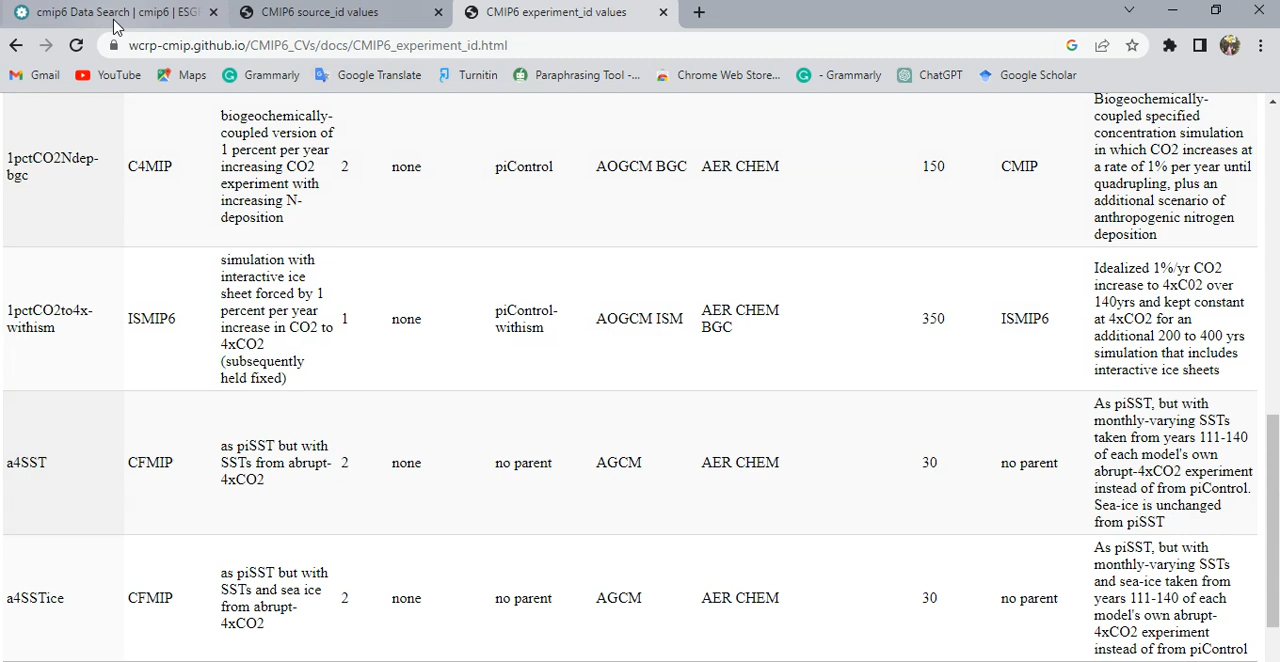 cmip6 Data Search | cmip6 | ESG
CMIP6 source_id values
CMIP6 experiment_id values
wcrp-cmip.github.io/CMIP6_CVs/docs/CMIP6_experiment_id.html
Gmail
YouTube
Maps
Grammarly
Google Translate
Turnitin
Paraphrasing Tool -...
Chrome Web Store...
- Grammarly
ChatGPT
Google Scholar
1pctCO2Ndep-
bgc
C4MIP
biogeochemically-
coupled version of
1 percent per year
increasing CO2
experiment with
increasing N-
deposition
2
none
piControl
AOGCM BGC
AER CHEM
150
CMIP
Biogeochemically-
coupled specified
concentration simulation
in which CO2 increases at
a rate of 1% per year until
quadrupling, plus an
additional scenario of
anthropogenic nitrogen
deposition
1pctCO2to4x-
withism
ISMIP6
simulation with
interactive ice
sheet forced by 1
percent per year
increase in CO2 to
4xCO2
(subsequently
held fixed)
1
none
piControl-
withism
AOGCM ISM
AER CHEM
BGC
350
ISMIP6
Idealized 1%/yr CO2
increase to 4xC02 over
140yrs and kept constant
at 4xCO2 for an
additional 200 to 400 yrs
simulation that includes
interactive ice sheets
a4SST
CFMIP
as piSST but with
SSTs from abrupt-
4xCO2
2
none
no parent
AGCM
AER CHEM
30
no parent
As piSST, but with
monthly-varying SSTs
taken from years 111-140
of each model's own
abrupt-4xCO2 experiment
instead of from piControl.
Sea-ice is unchanged
from piSST
a4SSTice
CFMIP
as piSST but with
SSTs and sea ice
from abrupt-
4xCO2
2
none
no parent
AGCM
AER CHEM
30
no parent
As piSST, but with
monthly-varying SSTs
and sea-ice taken from
years 111-140 of each
model's own abrupt-
4xCO2 experiment
instead of from piControl